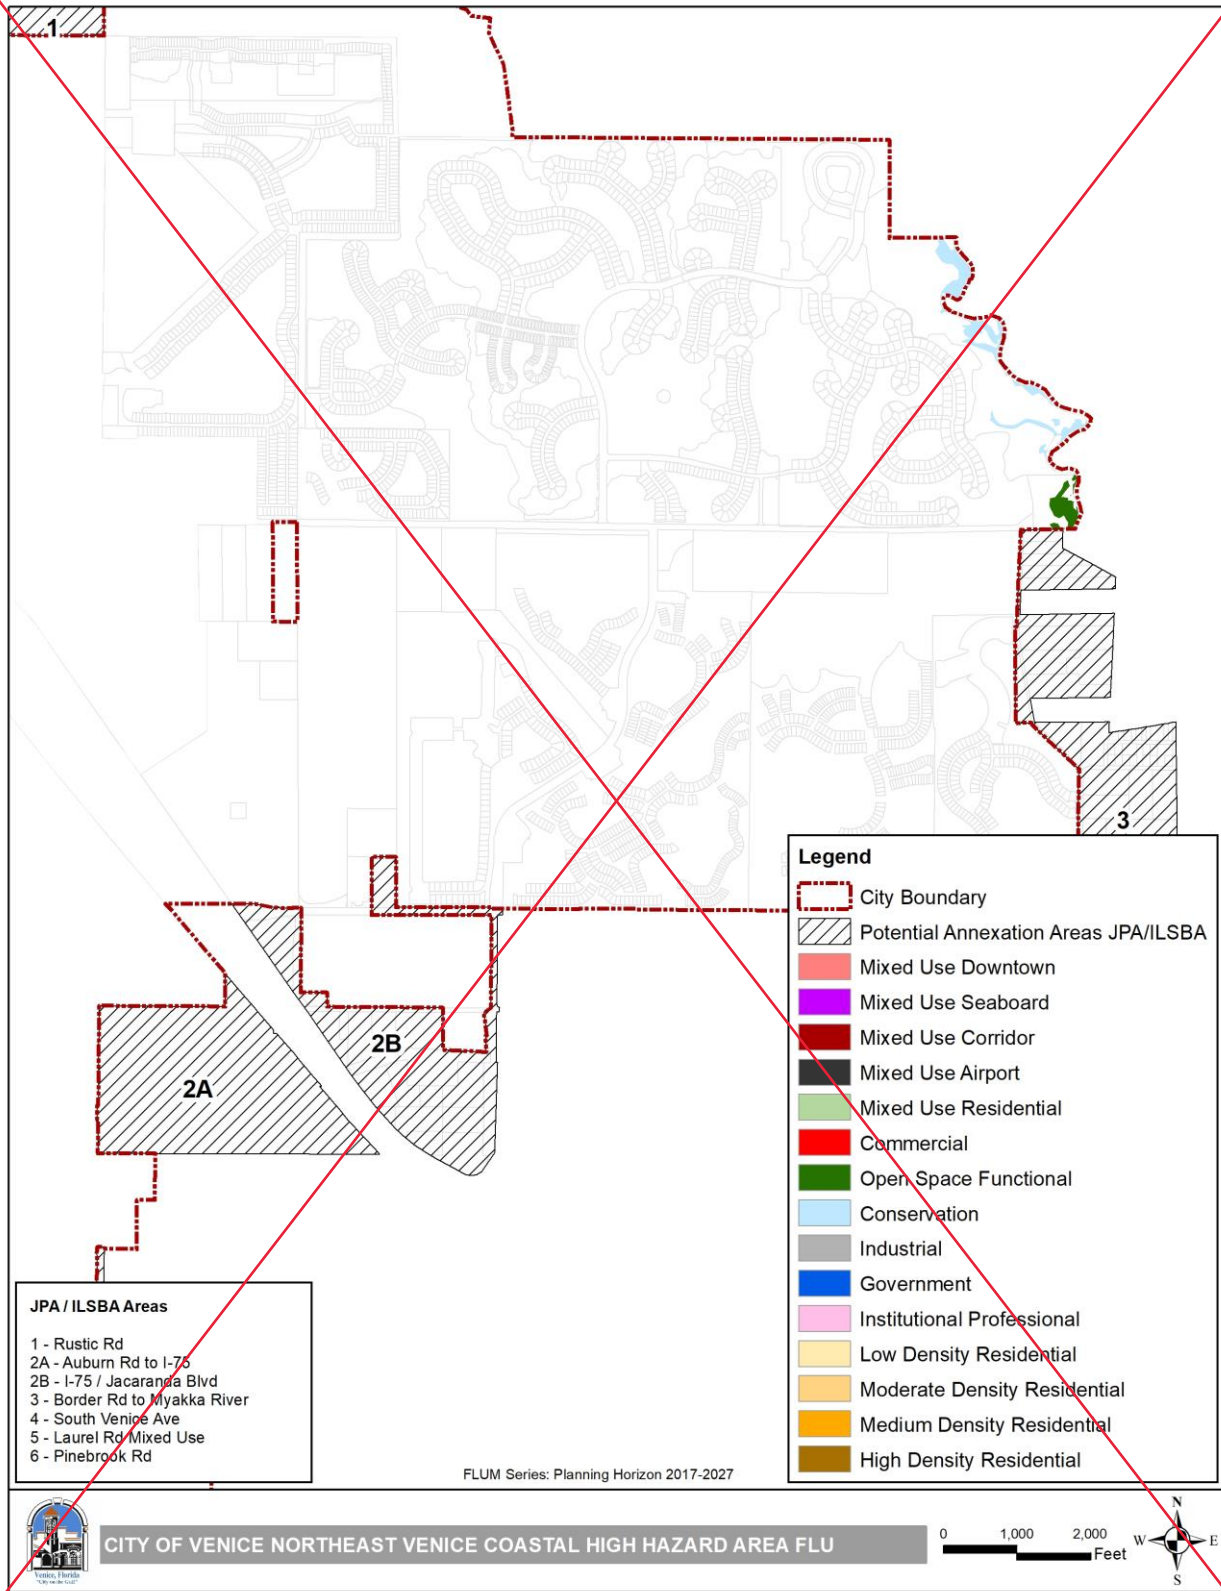 1
3
2B
2A
Legend
City Boundary
Potential Annexation Areas JPA/ILSBA
Mixed Use Downtown
Mixed Use Seaboard
Mixed Use Corridor
Mixed Use Airport
Mixed Use Residential
Commercial
Open Space Functional
Conservation
Industrial
Government
Institutional Professional
Low Density Residential
Moderate Density Residential
Medium Density Residential
High Density Residential
JPA / ILSBA Areas
1 - Rustic Rd
2A - Auburn Rd to I-75
2B - I-75 / Jacaranda Blvd
3 - Border Rd to Myakka River
4 - South Venice Ave
5 - Laurel Rd Mixed Use
6 - Pinebrook Rd
FLUM Series: Planning Horizon 2017-2027
Venice, Florida
"City on the Gulf"
CITY OF VENICE NORTHEAST VENICE COASTAL HIGH HAZARD AREA FLU
0 1,000 2,000
Feet
N
W E
S